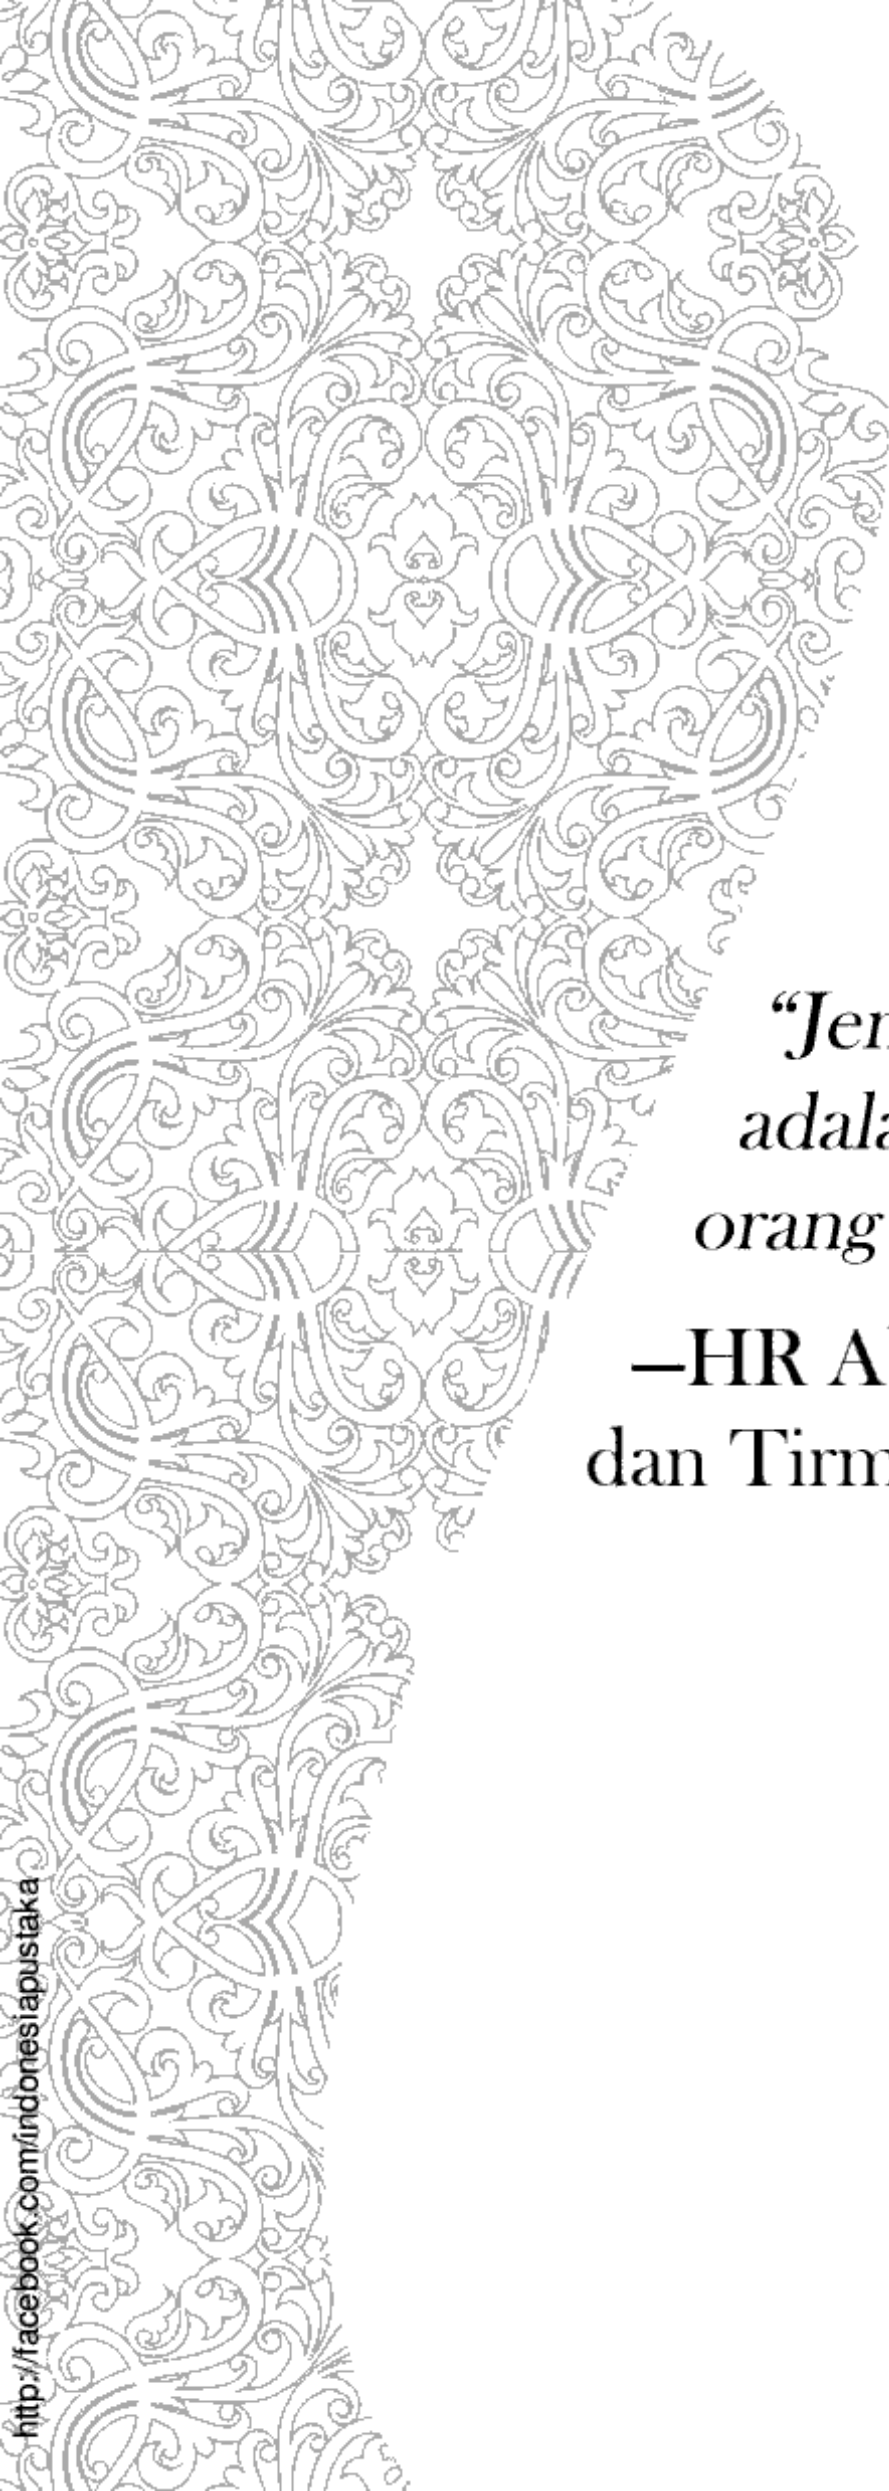 “Jen
adala
orang
—HR A
dan Tirm
http://facebook.com/indonesiapustaka